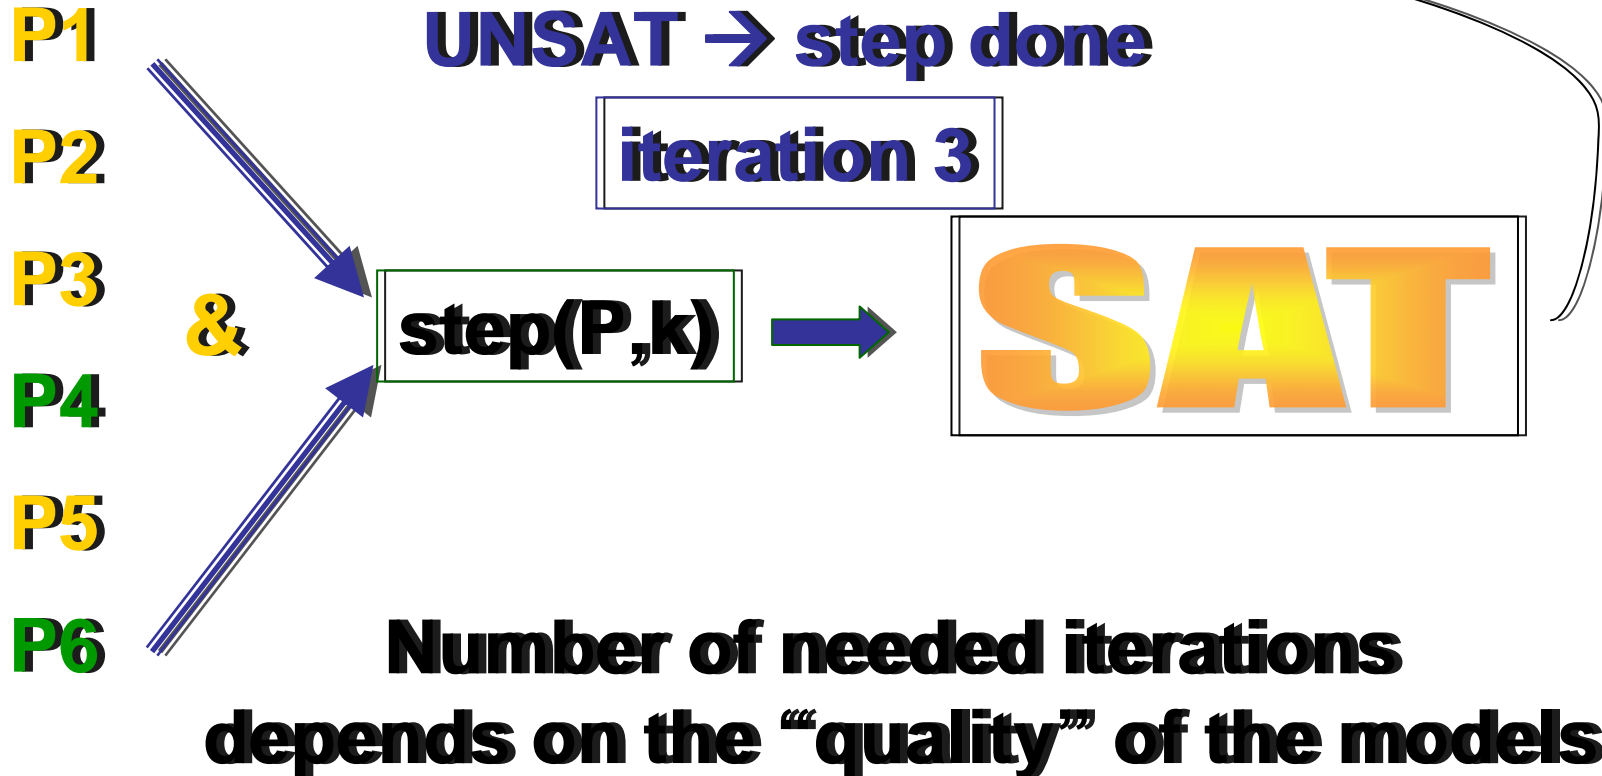 P1
UNSAT → step done
P2
iteration 3
P3
&
step(P,k)
SAT
P4
P5
P6
Number of needed iterations
depends on the “quality” of the models